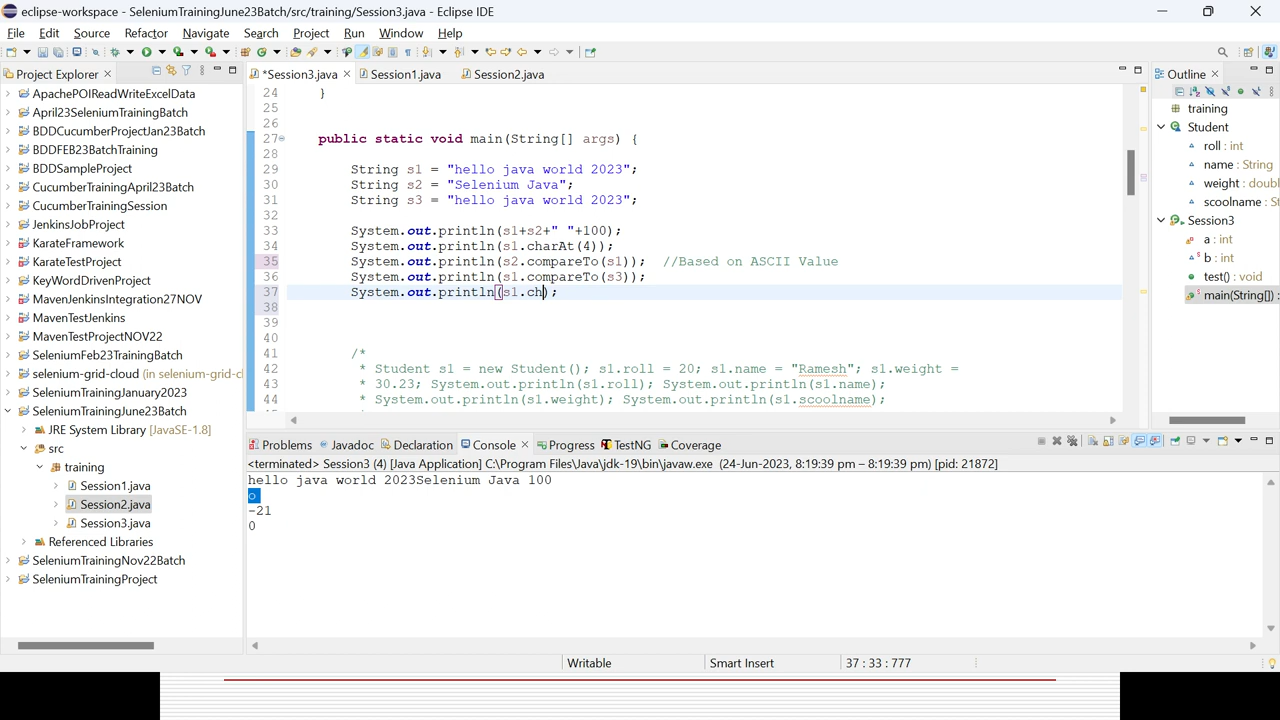 eclipse-workspace - SeleniumTrainingJune23Batch/src/training/Session3.java - Eclipse IDE
File Edit Source Refactor Navigate Search Project Run Window Help
Project Explorer
ApachePOIReadWriteExcelData
April23SeleniumTrainingBatch
BDDCucumberProjectJan23Batch
BDDFEB23BatchTraining
BDDSampleProject
CucumberTrainingApril23Batch
CucumberTrainingSession
JenkinsJobProject
KarateFramework
KarateTestProject
KeyWordDrivenProject
MavenJenkinsIntegration27NOV
MavenTestJenkins
MavenTestProjectNOV22
SeleniumFeb23TrainingBatch
selenium-grid-cloud (in selenium-grid-cl
SeleniumTrainingJanuary2023
SeleniumTrainingJune23Batch
JRE System Library [JavaSE-1.8]
src
training
Session1.java
Session2.java
Session3.java
Referenced Libraries
SeleniumTrainingNov22Batch
SeleniumTrainingProject
*Session3.java Session1.java Session2.java
24 }
25
26
27 public static void main(String[] args) {
28
29 String s1 = "hello java world 2023";
30 String s2 = "Selenium Java";
31 String s3 = "hello java world 2023";
32
33 System.out.println(s1+s2+" "+100);
34 System.out.println(s1.charAt(4));
35 System.out.println(s2.compareTo(s1)); //Based on ASCII Value
36 System.out.println(s1.compareTo(s3));
37 System.out.println(s1.ch);
38
39
40
41 /*
42 * Student s1 = new Student(); s1.roll = 20; s1.name = "Ramesh"; s1.weight =
43 * 30.23; System.out.println(s1.roll); System.out.println(s1.name);
44 * System.out.println(s1.weight); System.out.println(s1.scoolname);
Outline
training
Student
roll : int
name : String
weight : doubl
scoolname : St
Session3
a : int
b : int
test() : void
main(String[]) :
Problems Javadoc Declaration Console Progress TestNG Coverage
<terminated> Session3 (4) [Java Application] C:\Program Files\Java\jdk-19\bin\javaw.exe (24-Jun-2023, 8:19:39 pm – 8:19:39 pm) [pid: 21872]
hello java world 2023Selenium Java 100
o
-21
0
Writable Smart Insert 37 : 33 : 777